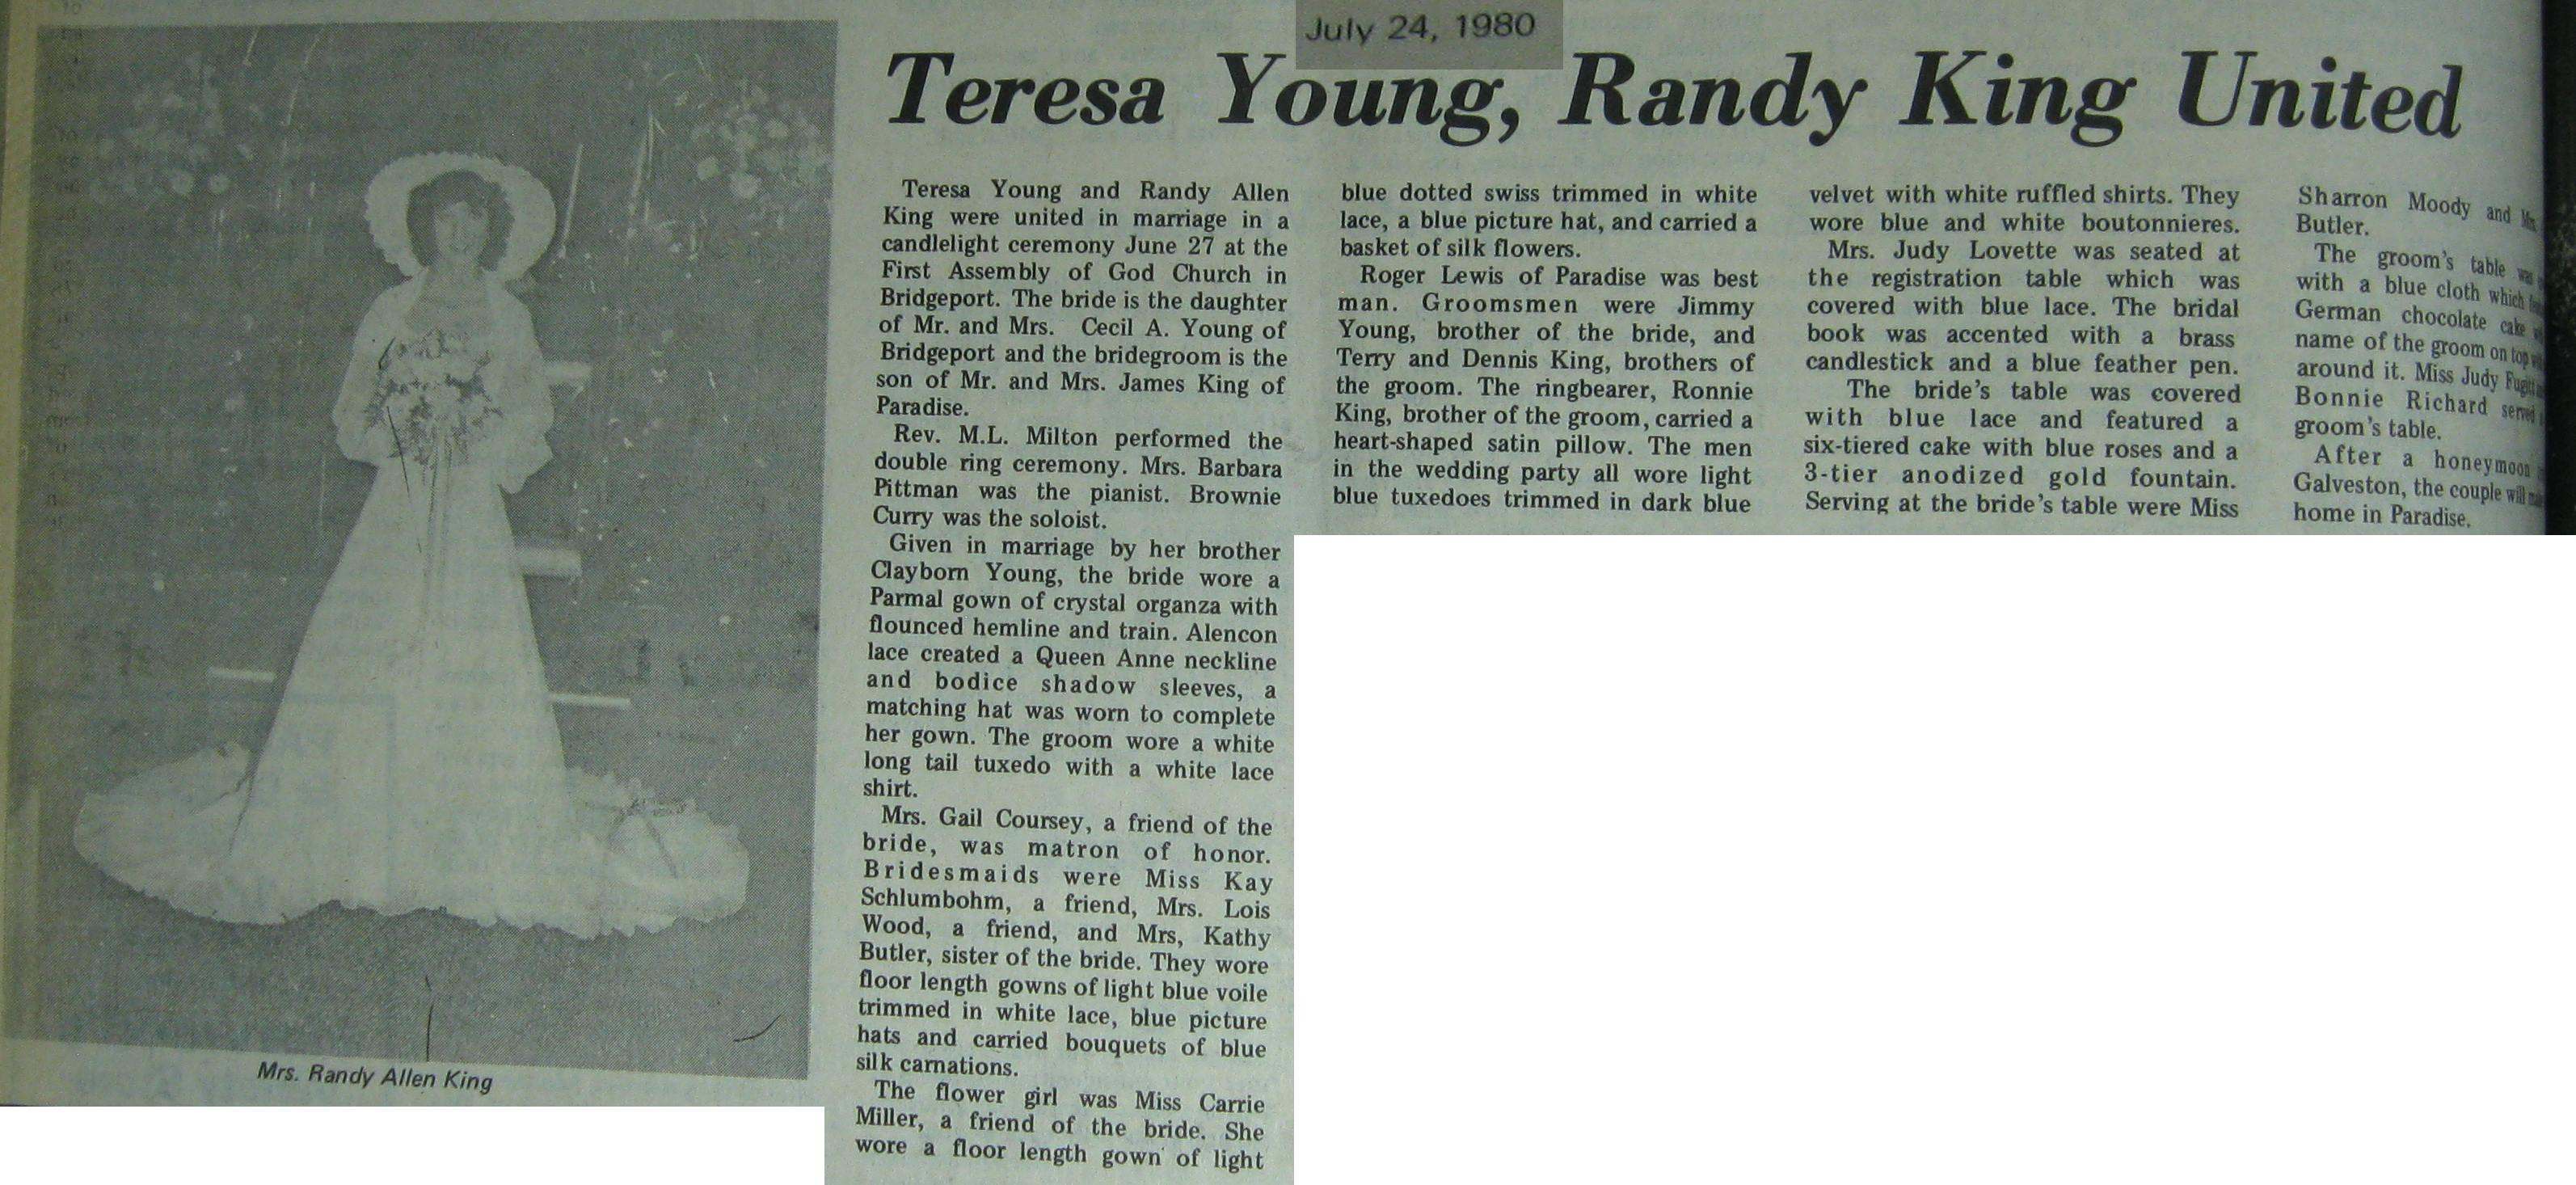 July 24, 1980
Teresa Young, Randy King United
Teresa Young and Randy Allen
King were united in marriage in a
candlelight ceremony June 27 at the
First Assembly of God Church in
Bridgeport. The bride is the daughter
of Mr. and Mrs. Cecil A. Young of
Bridgeport and the bridegroom is the
son of Mr. and Mrs. James King of
Paradise.
Rev. M.L. Milton performed the
double ring ceremony. Mrs. Barbara
Pittman was the pianist. Brownie
Curry was the soloist.
Given in marriage by her brother
Clayborn Young, the bride wore a
Parmal gown of crystal organza with
flounced hemline and train. Alencon
lace created a Queen Anne neckline
and bodice shadow sleeves, a
matching hat was worn to complete
her gown. The groom wore a white
long tail tuxedo with a white lace
shirt.
Mrs. Gail Coursey, a friend of the
bride, was matron of honor.
Bridesmaids were Miss Kay
Schlumbohm, a friend, Mrs. Lois
Wood, a friend, and Mrs, Kathy
Butler, sister of the bride. They wore
floor length gowns of light blue voile
trimmed in white lace, blue picture
hats and carried bouquets of blue
silk carnations.
The flower girl was Miss Carrie
Miller, a friend of the bride. She
wore a floor length gown of light
blue dotted swiss trimmed in white
lace, a blue picture hat, and carried a
basket of silk flowers.
Roger Lewis of Paradise was best
man. Groomsmen were Jimmy
Young, brother of the bride, and
Terry and Dennis King, brothers of
the groom. The ringbearer, Ronnie
King, brother of the groom, carried a
heart-shaped satin pillow. The men
in the wedding party all wore light
blue tuxedoes trimmed in dark blue
velvet with white ruffled shirts. They
wore blue and white boutonnieres.
Mrs. Judy Lovette was seated at
the registration table which was
covered with blue lace. The bridal
book was accented with a brass
candlestick and a blue feather pen.
The bride's table was covered
with blue lace and featured a
six-tiered cake with blue roses and a
3-tier anodized gold fountain.
Serving at the bride's table were Miss
Sharron Moody and
Butler.
The groom's table was
with a blue cloth which
German chocolate cake
name of the groom on top
around it. Miss Judy
Bonnie Richard served
groom's table.
After a honeymoon
Galveston, the couple will
home in Paradise.
Mrs. Randy Allen King